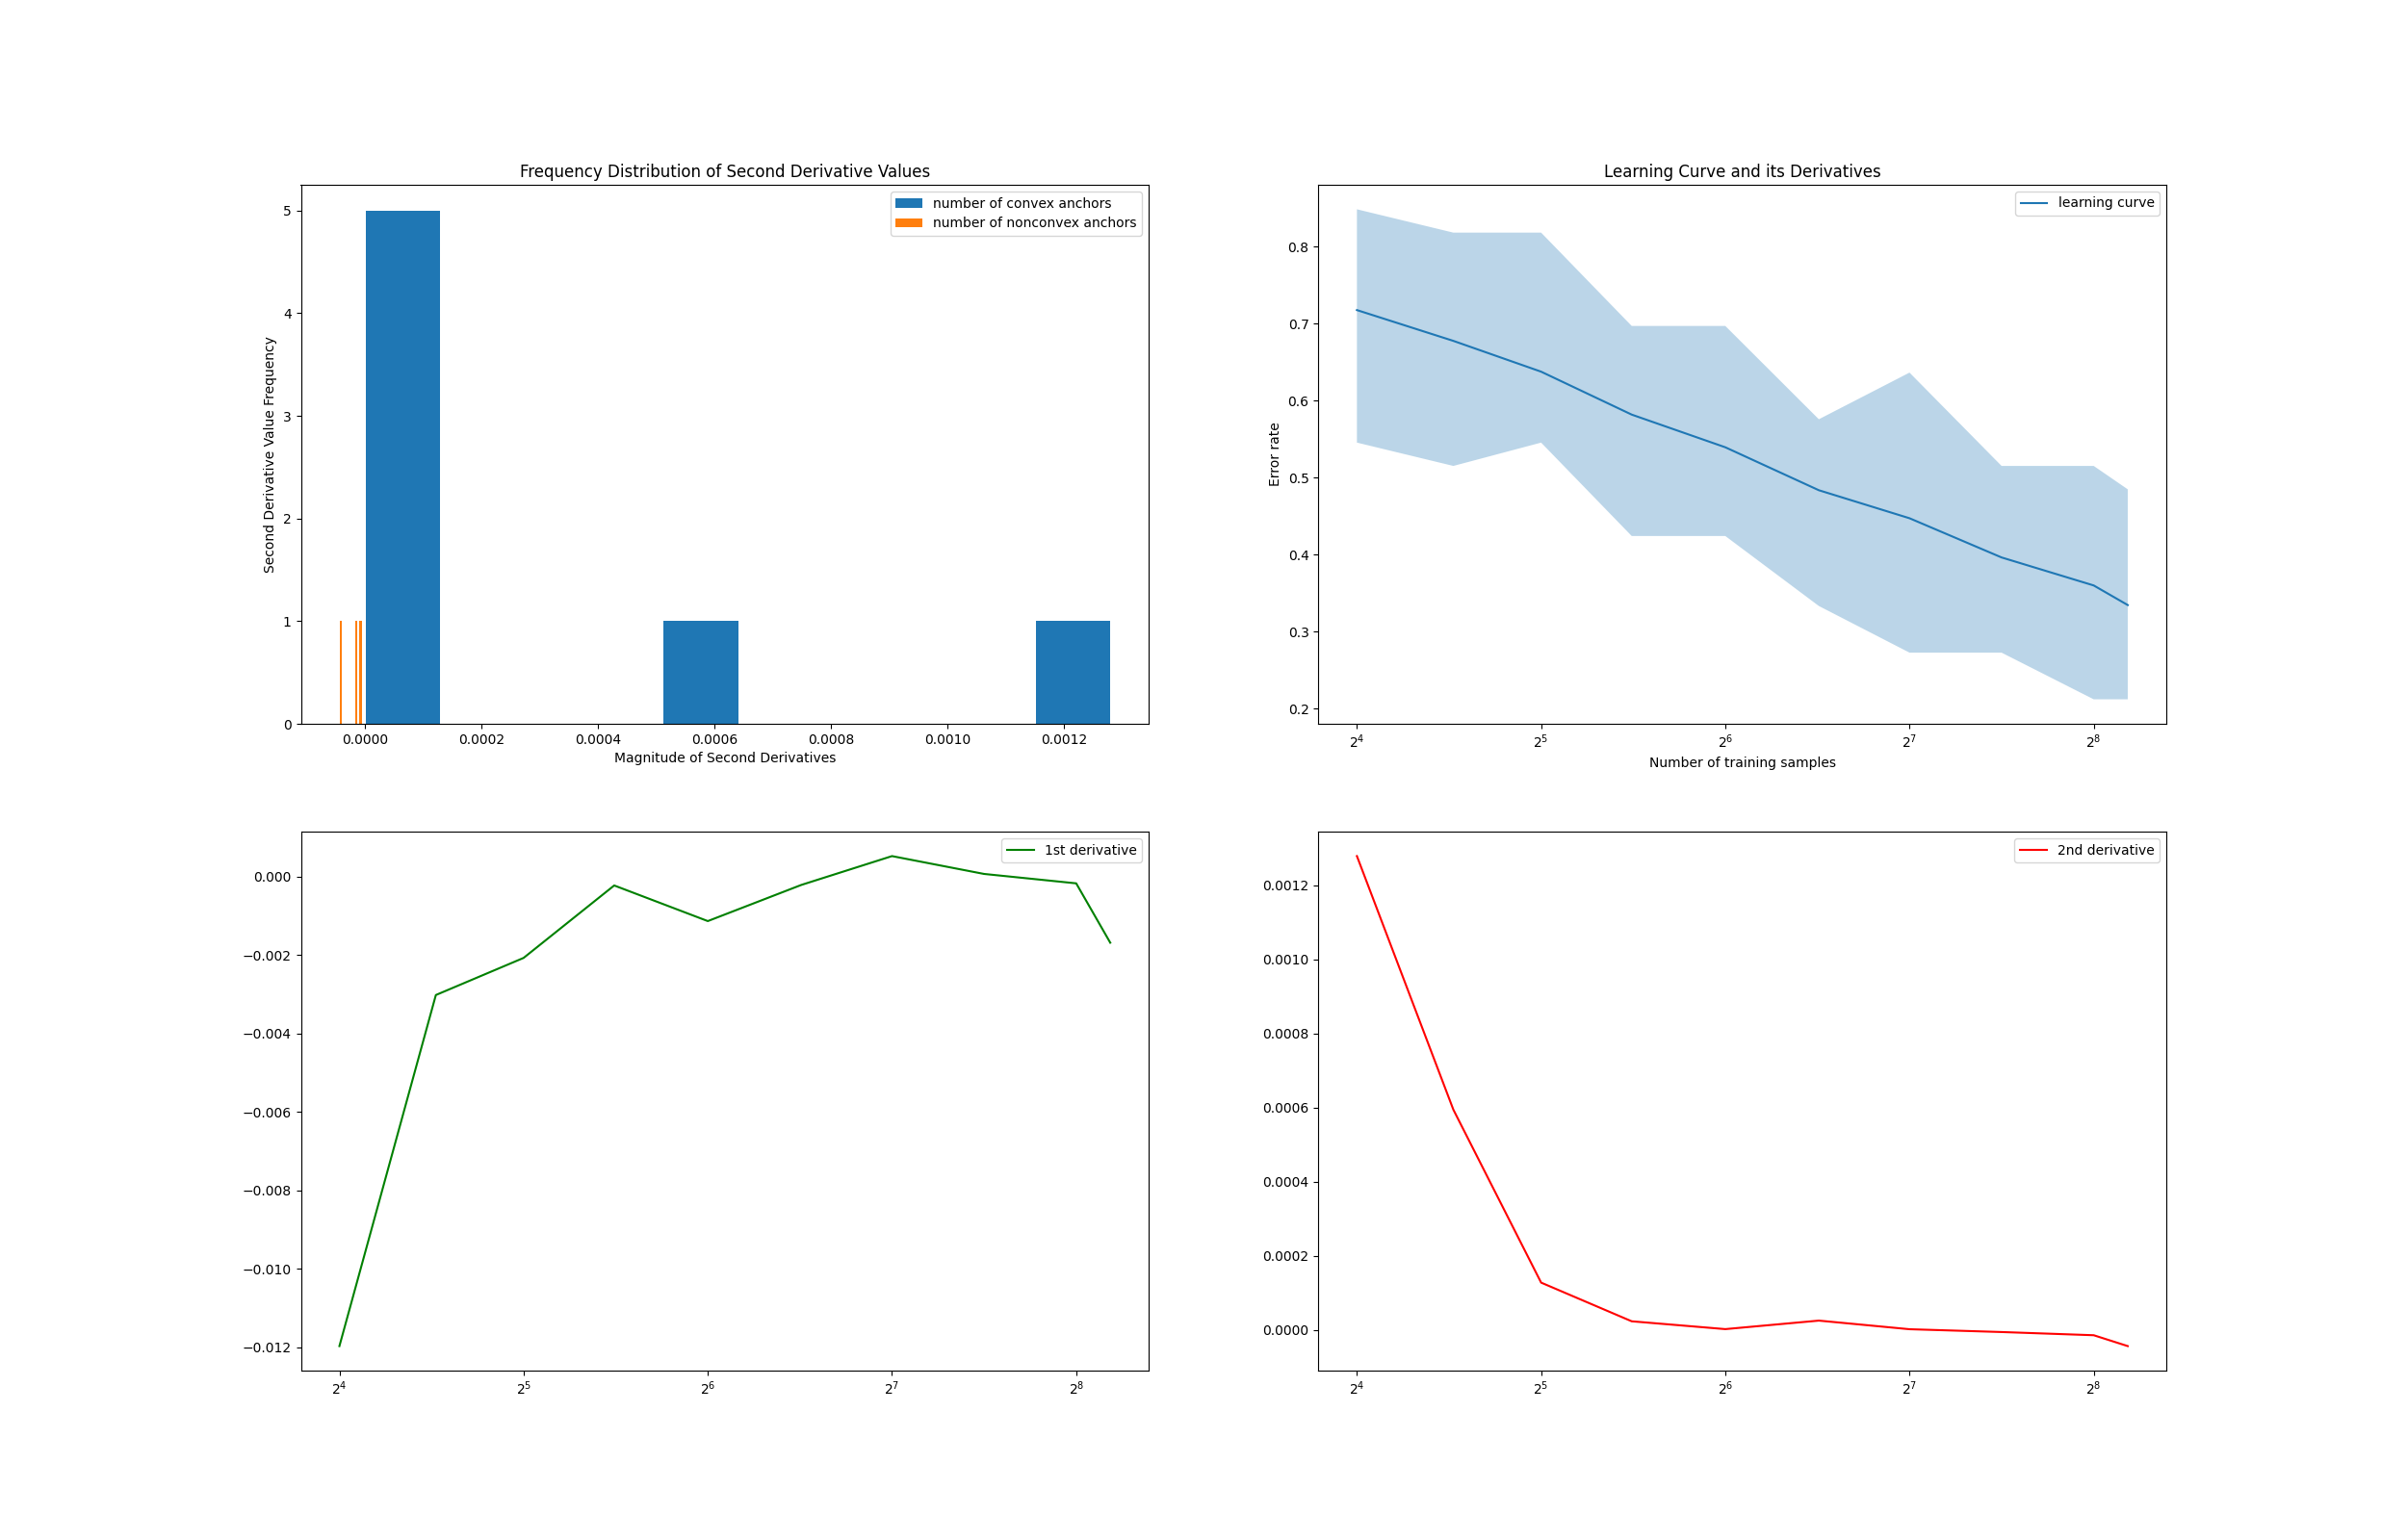 Frequency Distribution of Second Derivative Values
number of convex anchors
number of nonconvex anchors
Second Derivative Value Frequency
5
4
3
2
1
0
0.0000 0.0002 0.0004 0.0006 0.0008 0.0010 0.0012
Magnitude of Second Derivatives
Learning Curve and its Derivatives
learning curve
Error rate
0.8
0.7
0.6
0.5
0.4
0.3
0.2
2⁴ 2⁵ 2⁶ 2⁷ 2⁸
Number of training samples
1st derivative
0.000
−0.002
−0.004
−0.006
−0.008
−0.010
−0.012
2⁴ 2⁵ 2⁶ 2⁷ 2⁸
2nd derivative
0.0012
0.0010
0.0008
0.0006
0.0004
0.0002
0.0000
2⁴ 2⁵ 2⁶ 2⁷ 2⁸